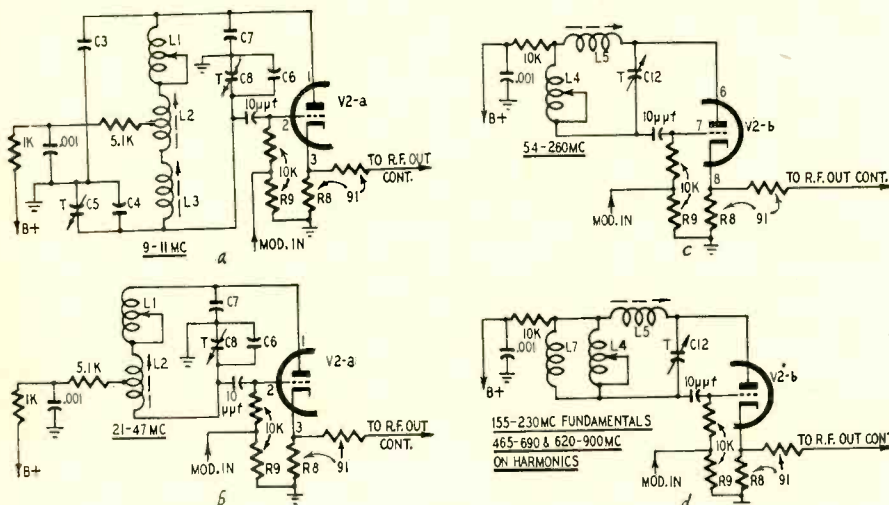 C3
L1
C7
T
C8
C6
10μμf
1
2
3
V2-a
L2
5.1K
.001
1K
L3
T
C5
C4
B+
10K
R9
R8
91
TO R.F. OUT
CONT.
MOD. IN
9-11MC
a
10K
L5
.001
L4
B+
T
C12
10μμf
6
7
8
V2-b
54-260MC
10K
R9
R8
91
TO R.F. OUT CONT.
MOD. IN
c
L1
C7
T
C8
C6
1
2
3
V2-a
L2
5.1K
10
μμf
1K
.001
B+
21-47MC
10K
R9
R8
91
TO R.F. OUT
CONT.
MOD. IN
b
10K
L5
.001
L7
L4
T
C12
B+
10μμf
V2-b
155-230MC FUNDAMENTALS
465-690 & 620-900MC
ON HARMONICS
10K
R9
R8
91
TO R.F. OUT
CONT.
MOD. IN
d